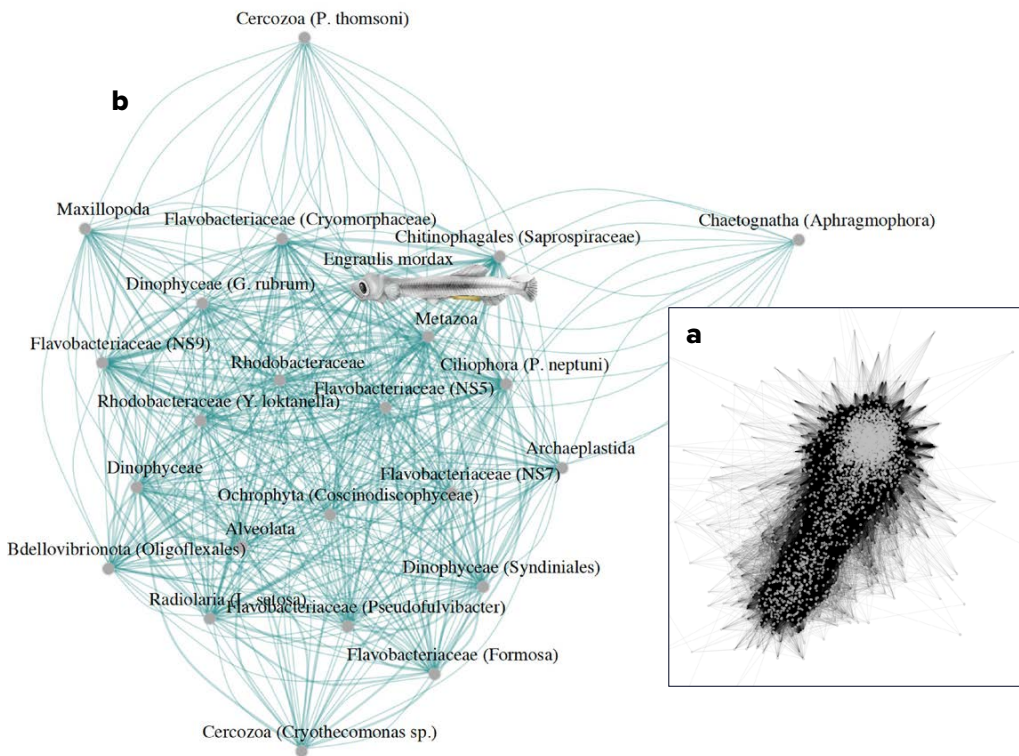 Cercozoa (P. thomsoni)
b
Maxillopoda
Flavobacteriaceae (Cryomorphaceae)
Chaetognatha (Aphragmophora)
Chitinophagales (Saprospiraceae)
Engraulis mordax
Dinophyceae (G. rubrum)
Metazoa
a
Flavobacteriaceae (NS9)
Rhodobacteraceae
Ciliophora (P. neptuni)
Flavobacteriaceae (NS5)
Rhodobacteraceae (Y. loktanella)
Archaeplastida
Dinophyceae
Flavobacteriaceae (NS7)
Ochrophyta (Coscinodiscophyceae)
Alveolata
Bdellovibrionota (Oligoflexales)
Dinophyceae (Syndiniales)
Radiolaria (L. setosa)
Flavobacteriaceae (Pseudofulvibacter)
Flavobacteriaceae (Formosa)
Cercozoa (Cryothecomonas sp.)